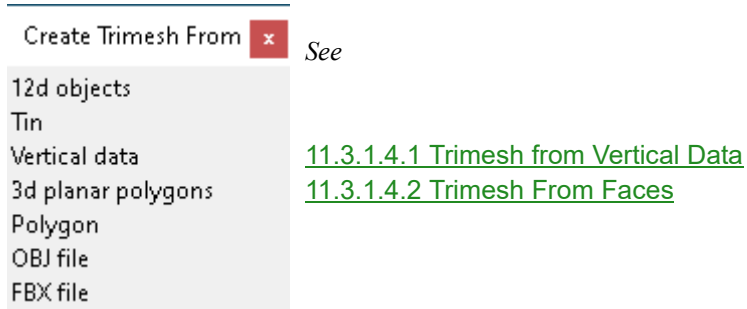 Create Trimesh From x
See
12d objects
Tin
Vertical data 11.3.1.4.1 Trimesh from Vertical Data
3d planar polygons 11.3.1.4.2 Trimesh From Faces
Polygon
OBJ file
FBX file